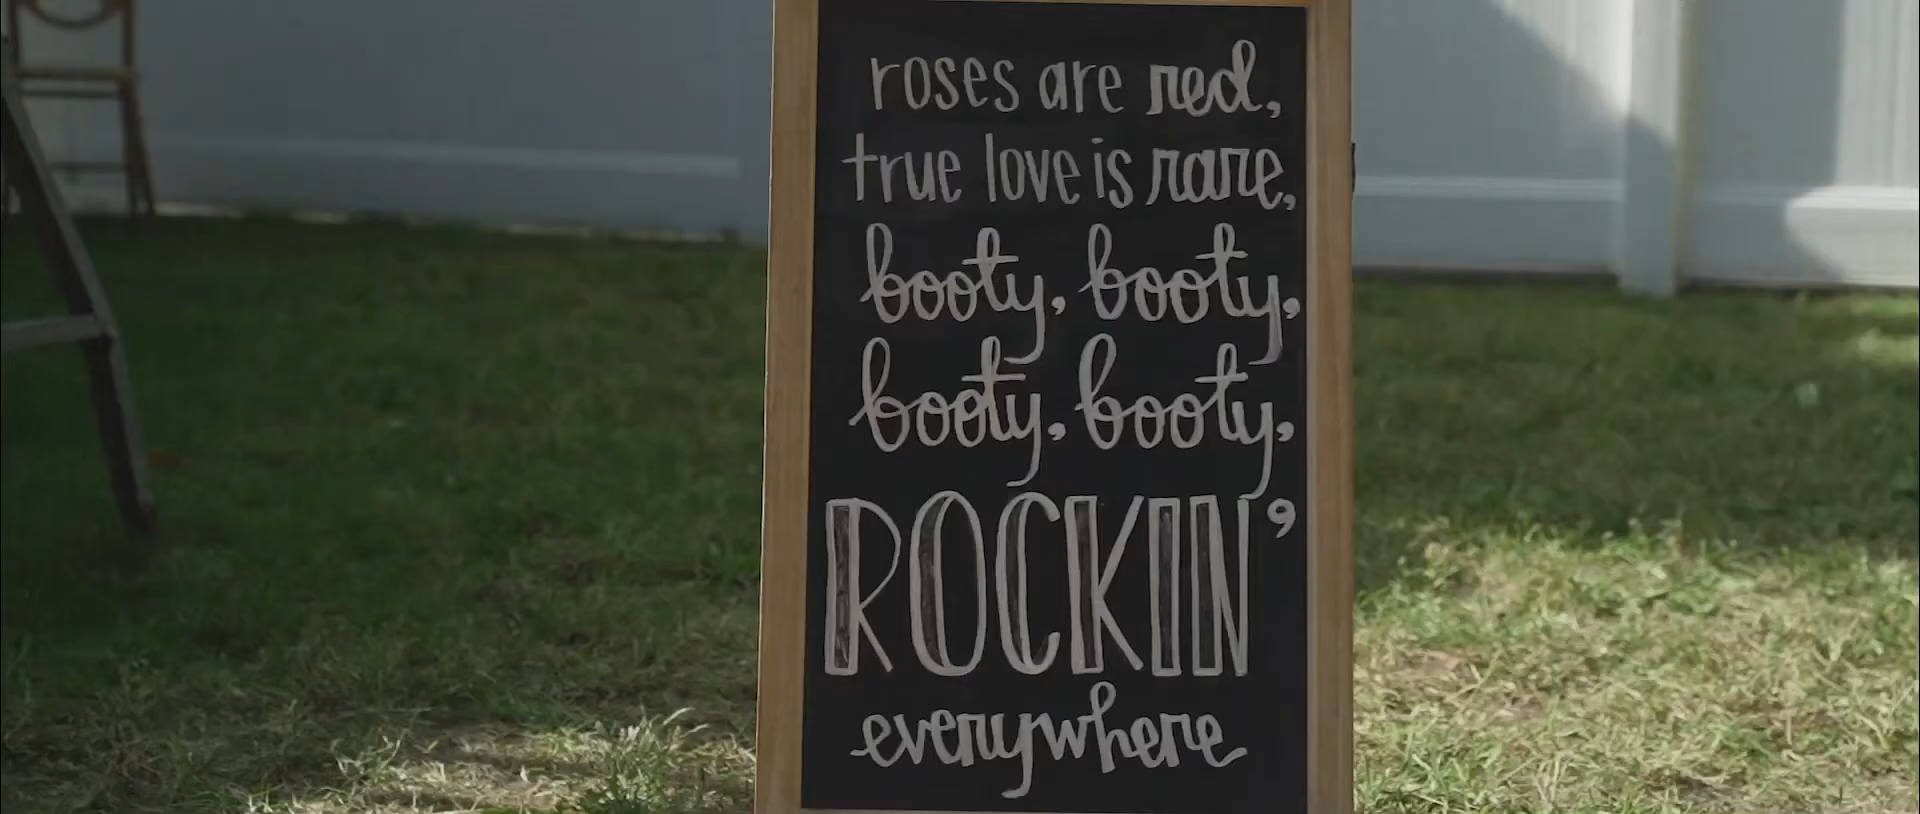 roses are red,
true love is rare,
booty, booty,
booty, booty,
ROCKIN'
everywhere